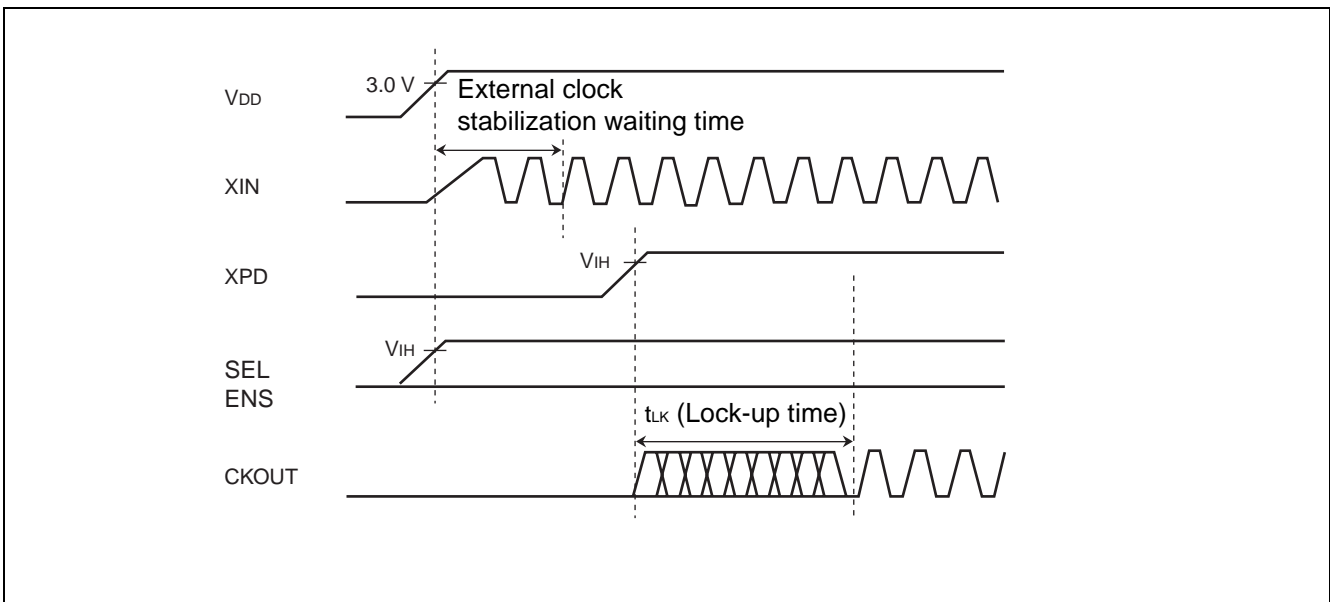 VDD
3.0 V
External clock
stabilization waiting time
XIN
XPD
VIH
SEL
ENS
VIH
tLK (Lock-up time)
CKOUT